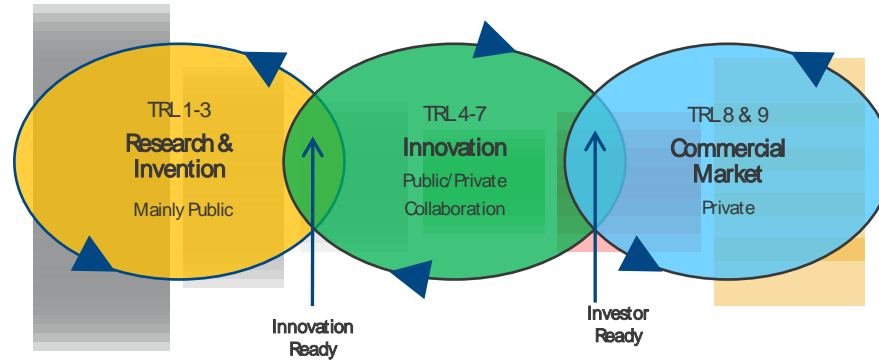 TRL 1-3
Research &
Invention
Mainly Public
TRL 4-7
Innovation
Public/Private
Collaboration
TRL 8 & 9
Commercial
Market
Private
Innovation
Ready
Investor
Ready